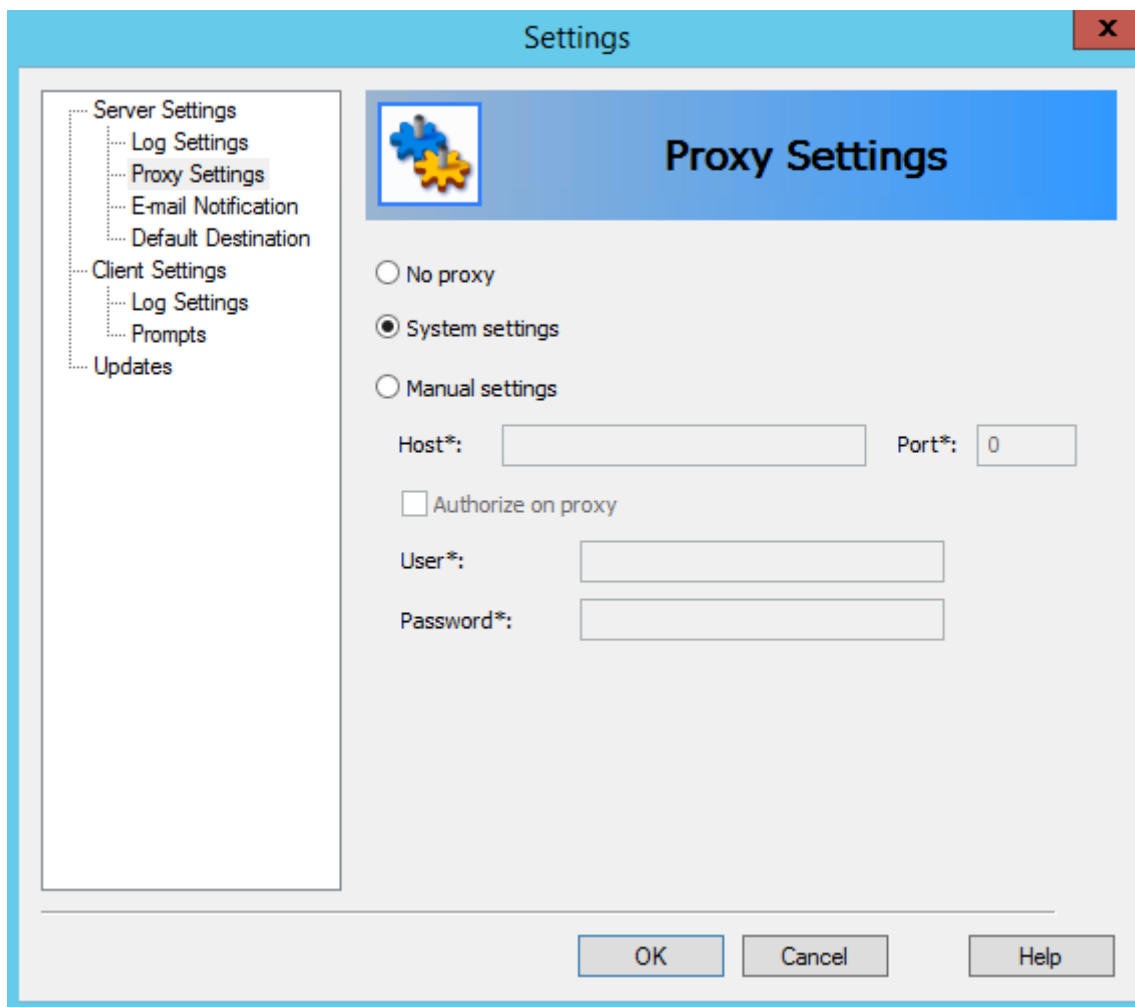 Settings
x
Server Settings
Log Settings
Proxy Settings
E-mail Notification
Default Destination
Client Settings
Log Settings
Prompts
Updates
Proxy Settings
No proxy
System settings
Manual settings
Host*: Port*: 0
Authorize on proxy
User*:
Password*:
OK Cancel Help